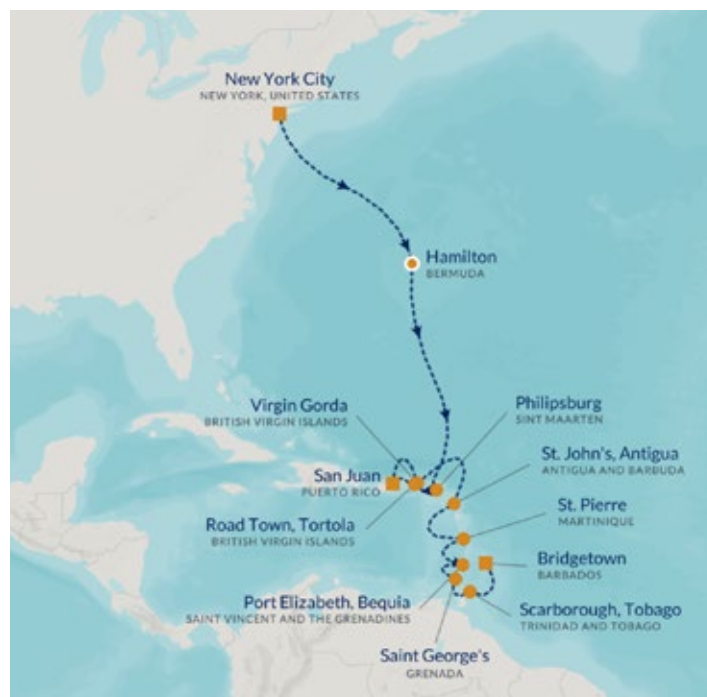 New York City
NEW YORK, UNITED STATES
Hamilton
BERMUDA
Virgin Gorda
BRITISH VIRGIN ISLANDS
Philipsburg
SINT MAARTEN
St. John's, Antigua
ANTIGUA AND BARBUDA
San Juan
PUERTO RICO
St. Pierre
MARTINIQUE
Road Town, Tortola
BRITISH VIRGIN ISLANDS
Bridgetown
BARBADOS
Port Elizabeth, Bequia
SAINT VINCENT AND THE GRENADINES
Scarborough, Tobago
TRINIDAD AND TOBAGO
Saint George's
GRENADA